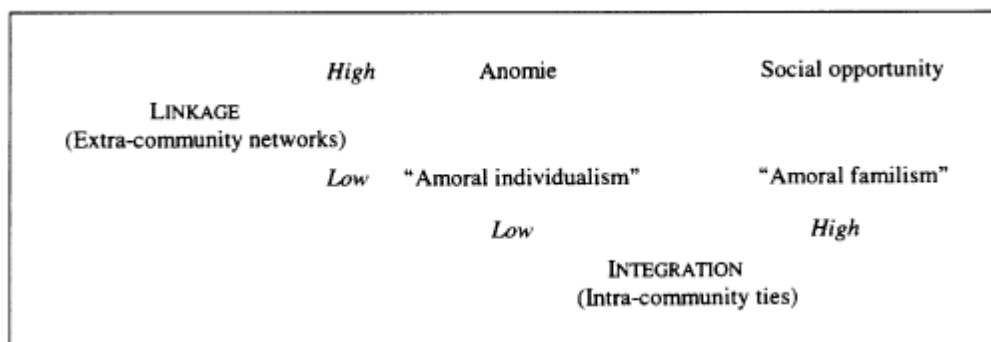 High Anomie Social opportunity
LINKAGE
(Extra-community networks)
Low "Amoral individualism" "Amoral familism"
Low High
INTEGRATION
(Intra-community ties)